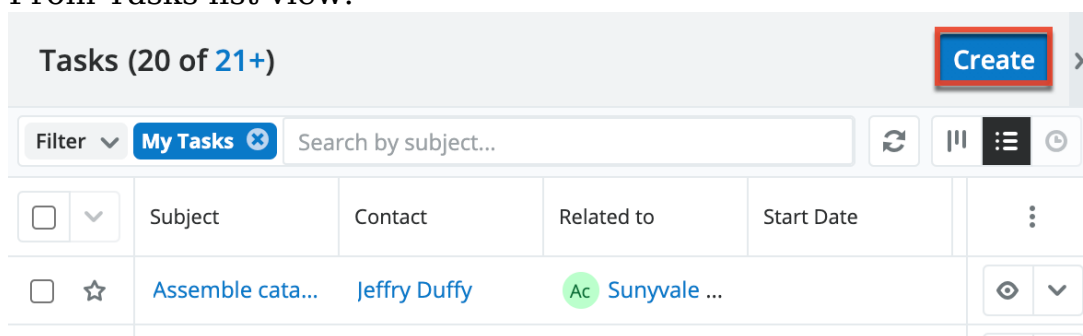 From Tasks list view:
Tasks (20 of 21+)
Create
Filter
My Tasks
Search by subject...
Subject
Contact
Related to
Start Date
Assemble cata...
Jeffry Duffy
Ac
Sunyvale ...